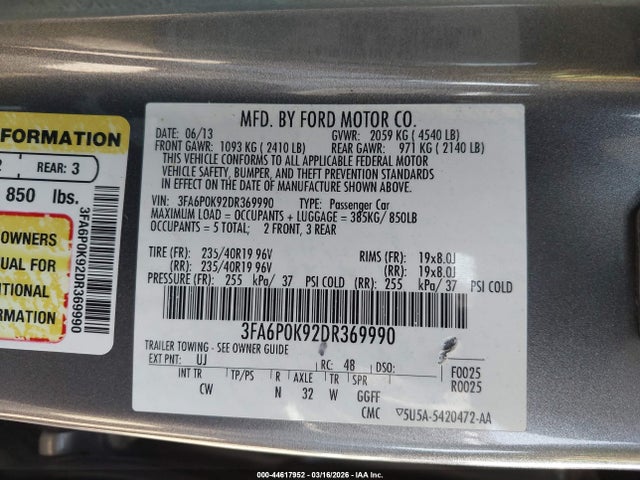 FORMATION
2 REAR: 3
850 lbs.
OWNERS
UAL FOR
ITIONAL
FORMATION.
3FA6P0K92DR369990
MFD. BY FORD MOTOR CO.
DATE: 06/13 GVWR: 2059 KG ( 4540 LB)
FRONT GAWR: 1093 KG ( 2410 LB) REAR GAWR: 971 KG ( 2140 LB)
THIS VEHICLE CONFORMS TO ALL APPLICABLE FEDERAL MOTOR
VEHICLE SAFETY, BUMPER, AND THEFT PREVENTION STANDARDS
IN EFFECT ON THE DATE OF MANUFACTURE SHOWN ABOVE.
VIN: 3FA6P0K92DR369990 TYPE: Passenger Car
MAXIMUM LOAD = OCCUPANTS + LUGGAGE = 385KG/ 850LB
OCCUPANTS = 5 TOTAL; 2 FRONT, 3 REAR
TIRE (FR): 235/40R19 96V RIMS (FR): 19x8.0J
(RR): 235/40R19 96V (RR): 19x8.0J
PRESSURE (FR): 255 kPa/ 37 PSI COLD (RR): 255 kPa/ 37 PSI COLD
3FA6P0K92DR369990
TRAILER TOWING - SEE OWNER GUIDE
EXT PNT: UJ RC: 48 DSO: F0025
R0025
INT TR TP/PS R AXLE TR SPR
CW N 32 W GGFF
CMC ▽5U5A-5420472-AA
000-44617952 | 03/16/2026 - IAA Inc.